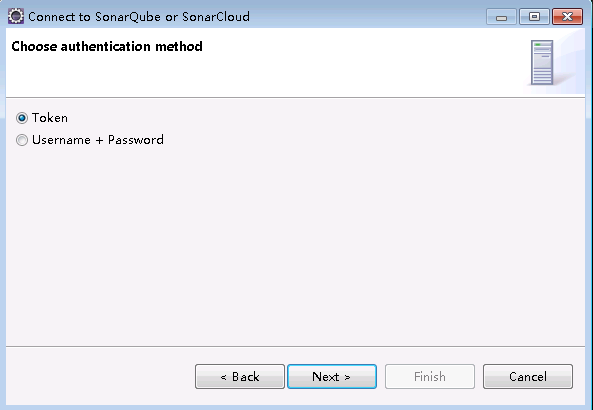 Connect to SonarQube or SonarCloud
Choose authentication method
Token
Username + Password
< Back
Next >
Finish
Cancel